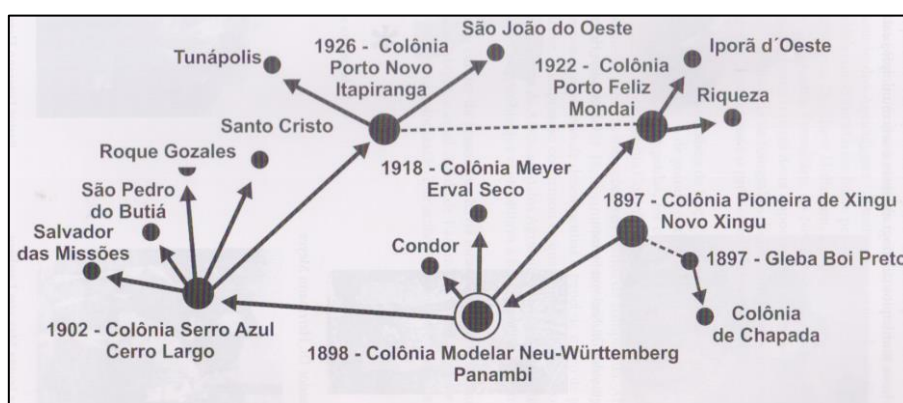 São João do Oeste
1926 - Colônia
Porto Novo
Itapiranga
Tunápolis
1922 - Colônia
Porto Feliz
Mondai
Iporã d´Oeste
Riqueza
Santo Cristo
Roque Gozales
São Pedro
do Butiá
Salvador
das Missões
1918 - Colônia Meyer
Erval Seco
Condor
1897 - Colônia Pioneira de Xingu
Novo Xingu
1897 - Gleba Boi Preto
Colônia
de Chapada
1902 - Colônia Serro Azul
Cerro Largo
1898 - Colônia Modelar Neu-Württemberg
Panambi